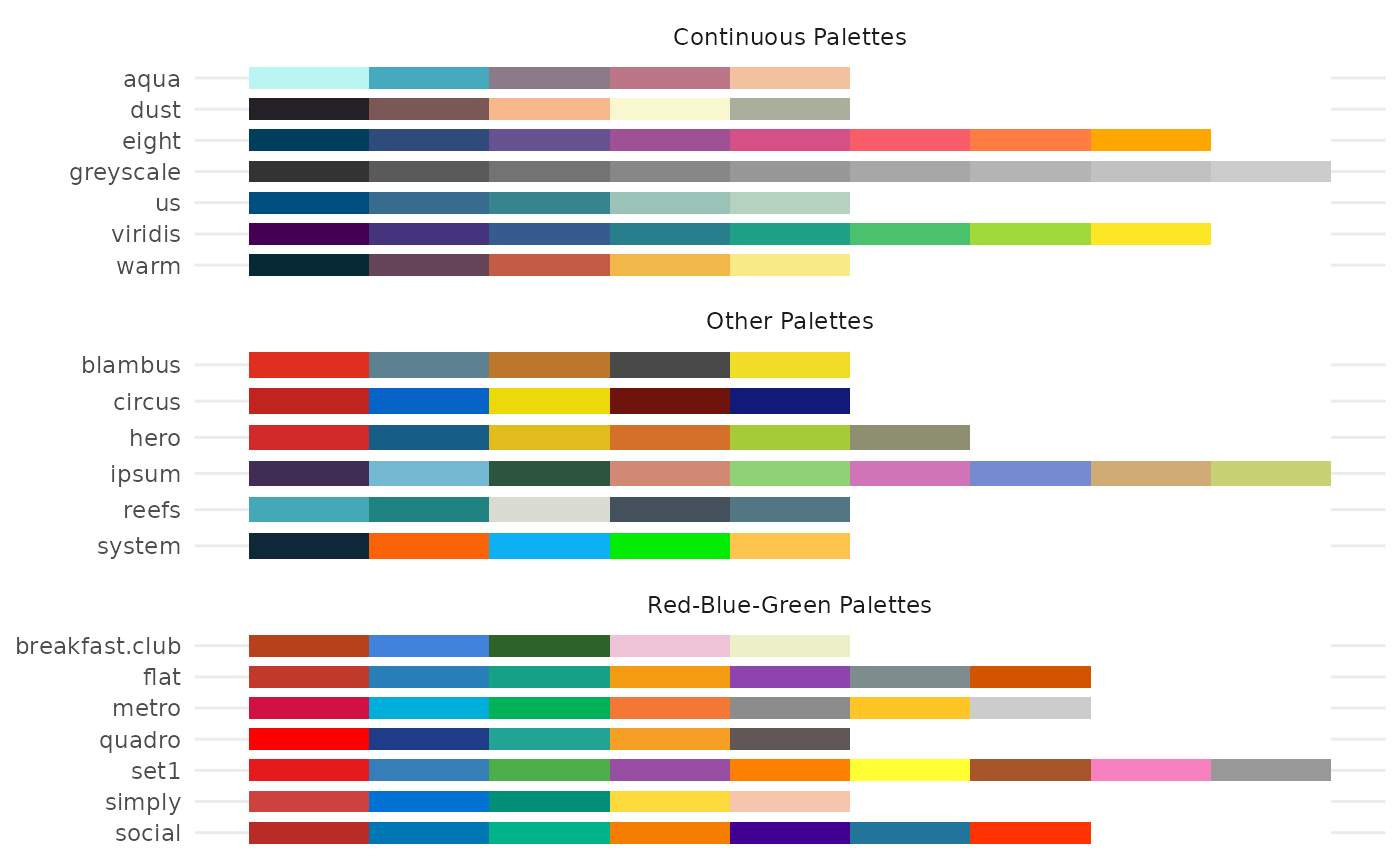 Continuous Palettes
aqua
dust
eight
greyscale
us
viridis
warm
Other Palettes
blambus
circus
hero
ipsum
reefs
system
Red-Blue-Green Palettes
breakfast.club
flat
metro
quadro
set1
simply
social